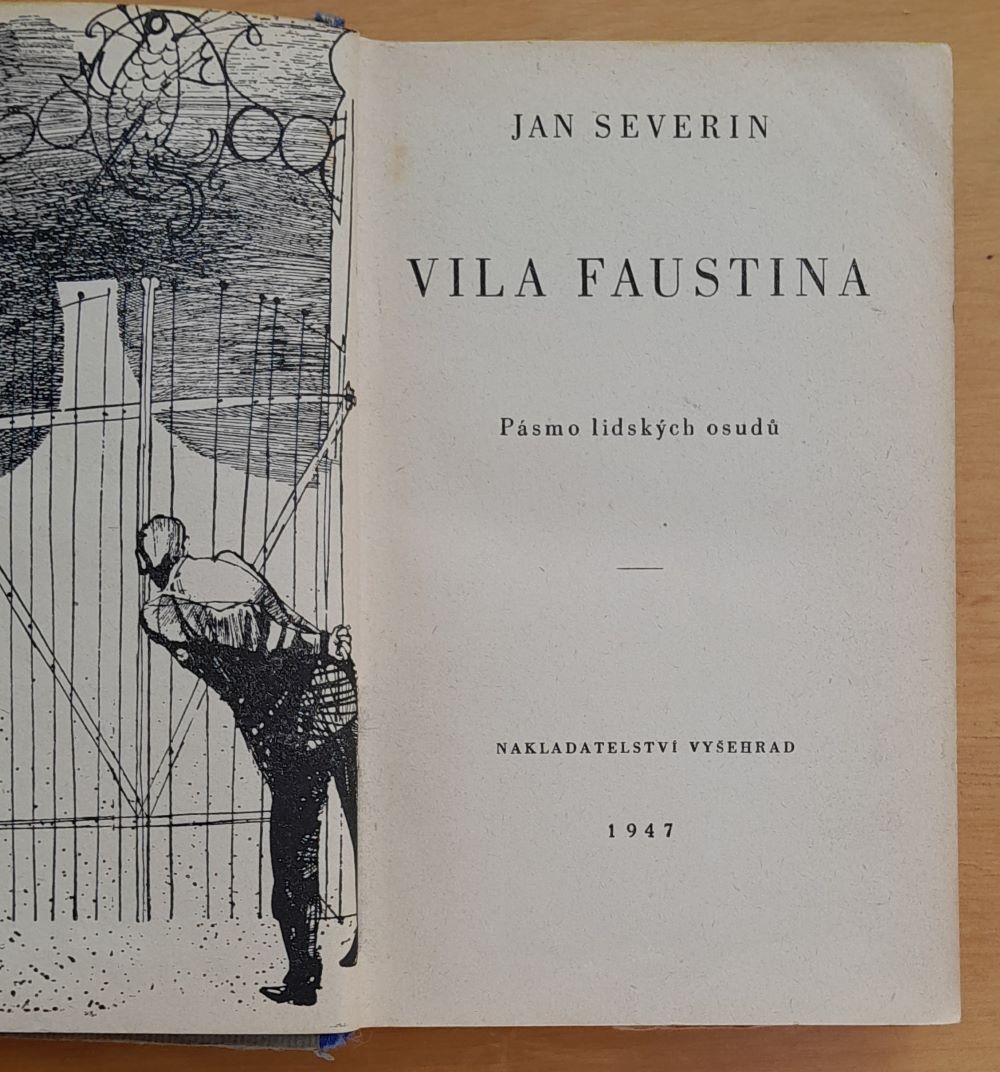 JAN SEVERIN
VILA FAUSTINA
Pásmo lidských osudů
NAKLADATELSTVÍ VYŠEHRAD
1947